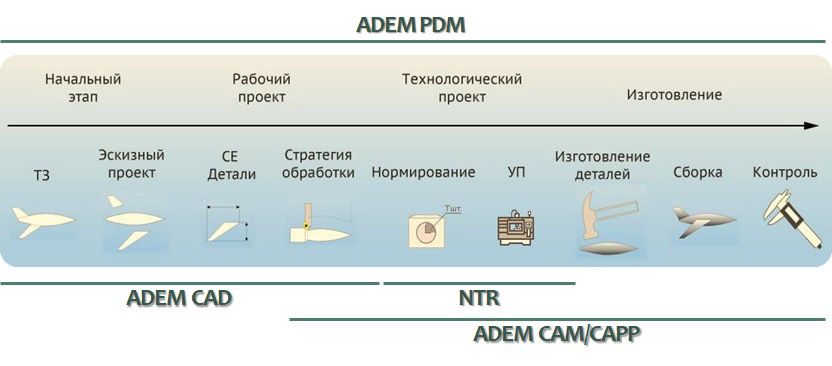 ADEM PDM
Начальный
этап
Рабочий
проект
Технологический
проект
Изготовление
ТЗ
Эскизный
проект
СЕ
Детали
Стратегия
обработки
Нормирование
УП
Изготовление
деталей
Сборка
Контроль
Тшт.
ADEM CAD
NTR
ADEM CAM/CAPP